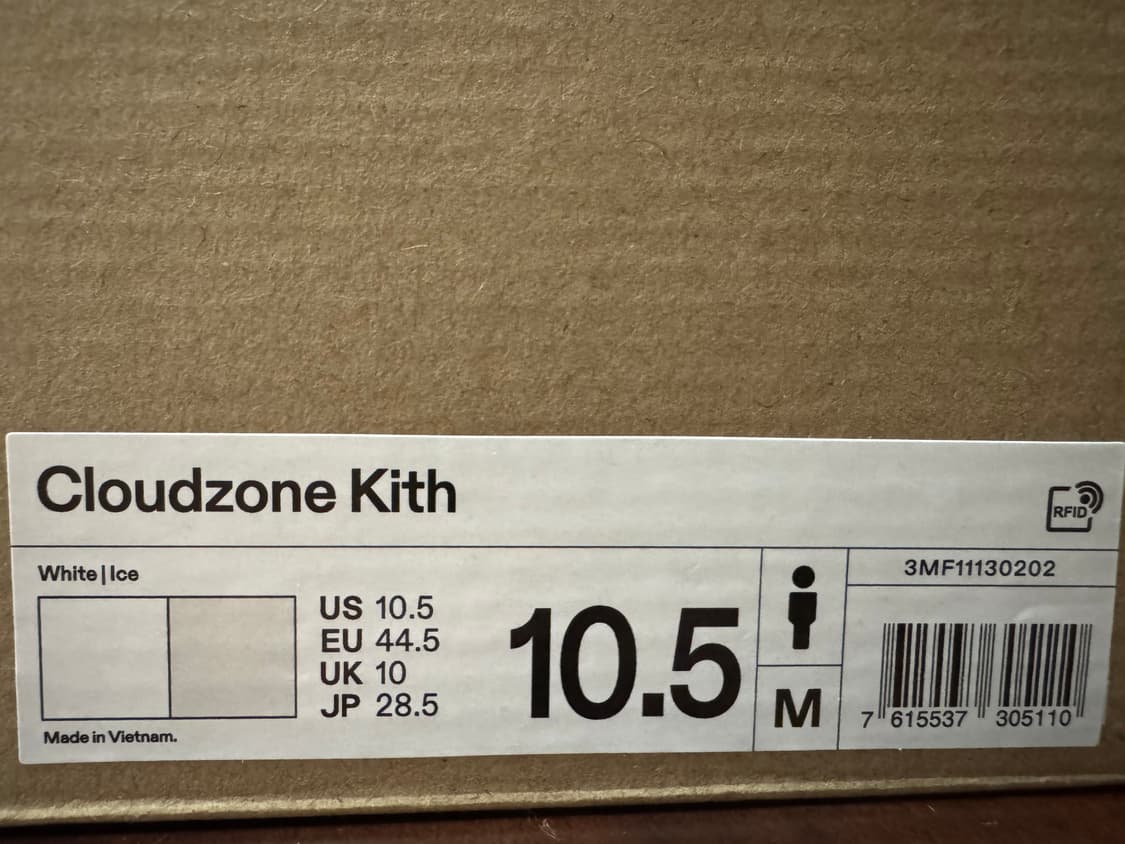 Cloudzone Kith
RFID
White|Ice
US 10.5
EU 44.5
UK 10
JP 28.5
Made in Vietnam.
10.5
M
3MF11130202
7 615537 305110